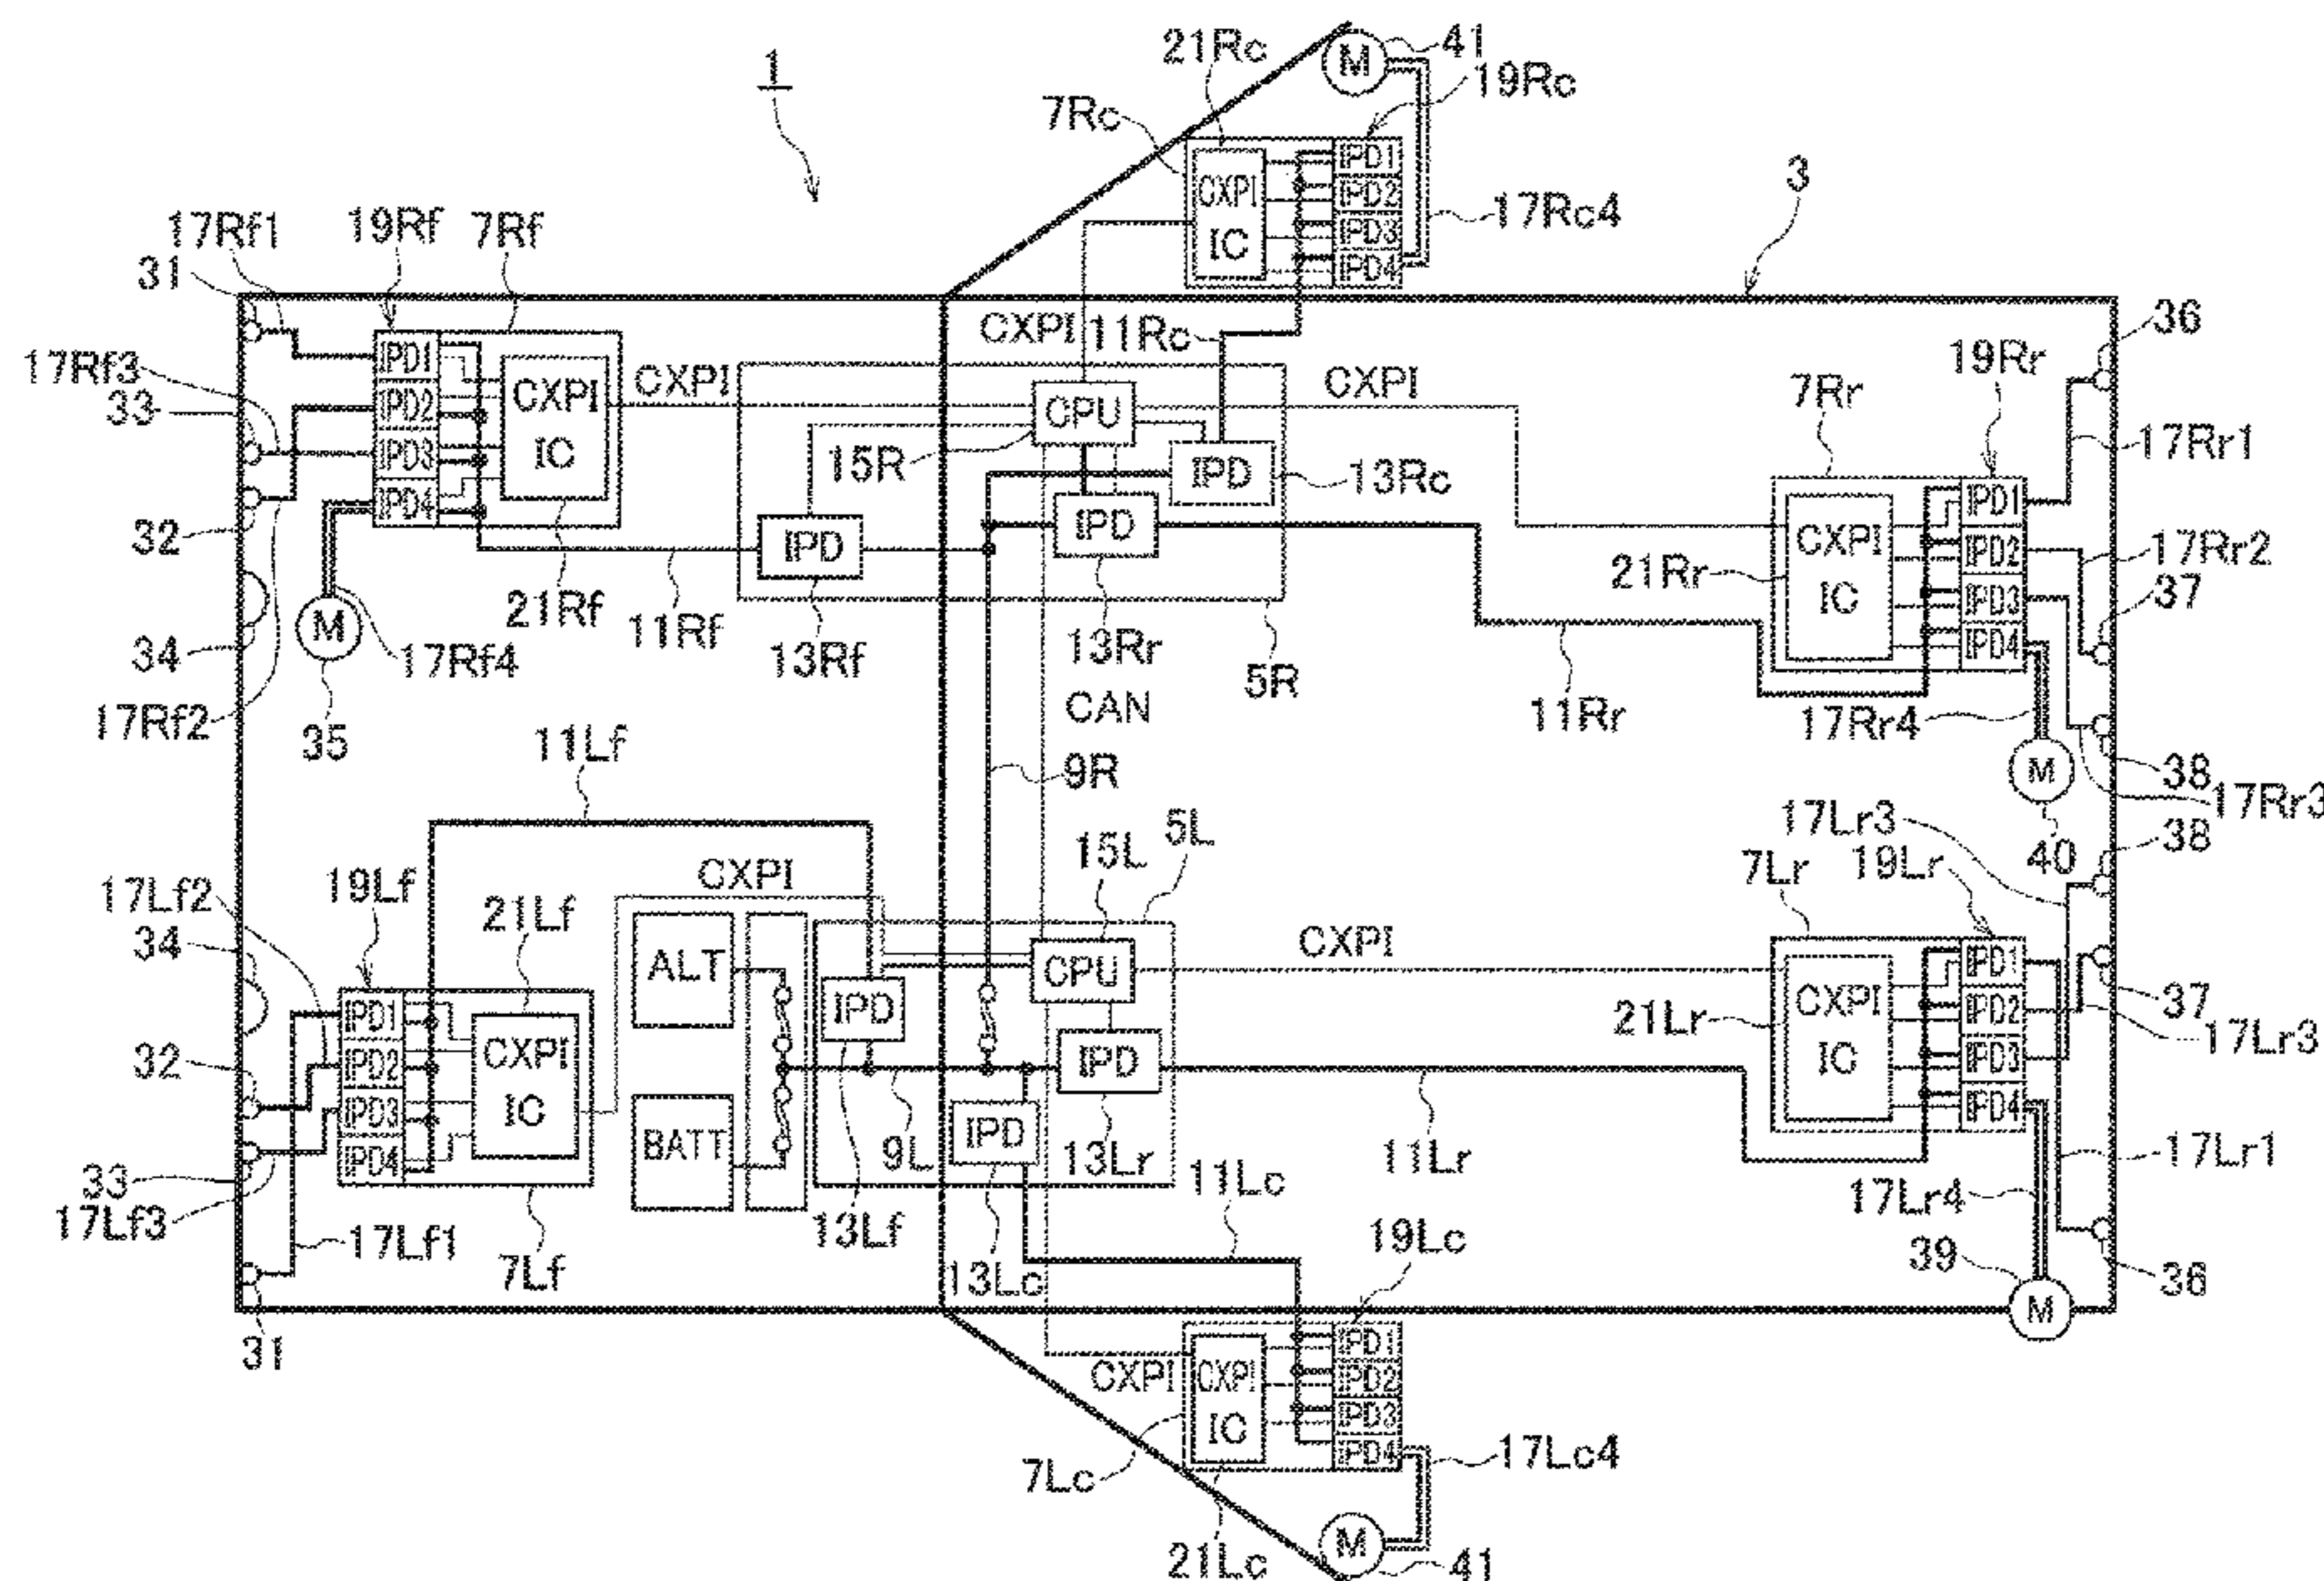 1
21Rc
41
M
19Rc
7Rc
IPD1
IPD2
IPD3
IPD4
CXPI
IC
17Rc4
3
17Rf1
19Rf
7Rf
31
17Rf3
33
32
34
17Rf2
IPD1
IPD2
IPD3
IPD4
CXPI
IC
CXPI
CXPI
11Rc
CXPI
CPU
15R
IPD
13Rc
IPD
IPD
M
17Rf4
35
21Rf
11Rf
13Rf
13Rr
5R
CAN
9R
36
19Rr
7Rr
17Rr1
CXPI
IC
IPD1
IPD2
IPD3
IPD4
21Rr
17Rr2
37
11Rr
17Rr4
M
38
17Rr3
40
11Lf
17Lf2
19Lf
21Lf
34
CXPI
ALT
BATT
15L
5L
CPU
IPD
IPD
IPD
CXPI
IPD1
IPD2
IPD3
IPD4
CXPI
IC
32
33
17Lf3
17Lf1
7Lf
31
13Lf
9L
13Lc
13Lr
11Lc
11Lr
17Lr3
38
7Lr
19Lr
CXPI
IC
IPD1
IPD2
IPD3
IPD4
21Lr
37
17Lr3
17Lr1
17Lr4
39
M
36
19Lc
CXPI
CXPI
IC
IPD1
IPD2
IPD3
IPD4
7Lc
17Lc4
21Lc
M
41